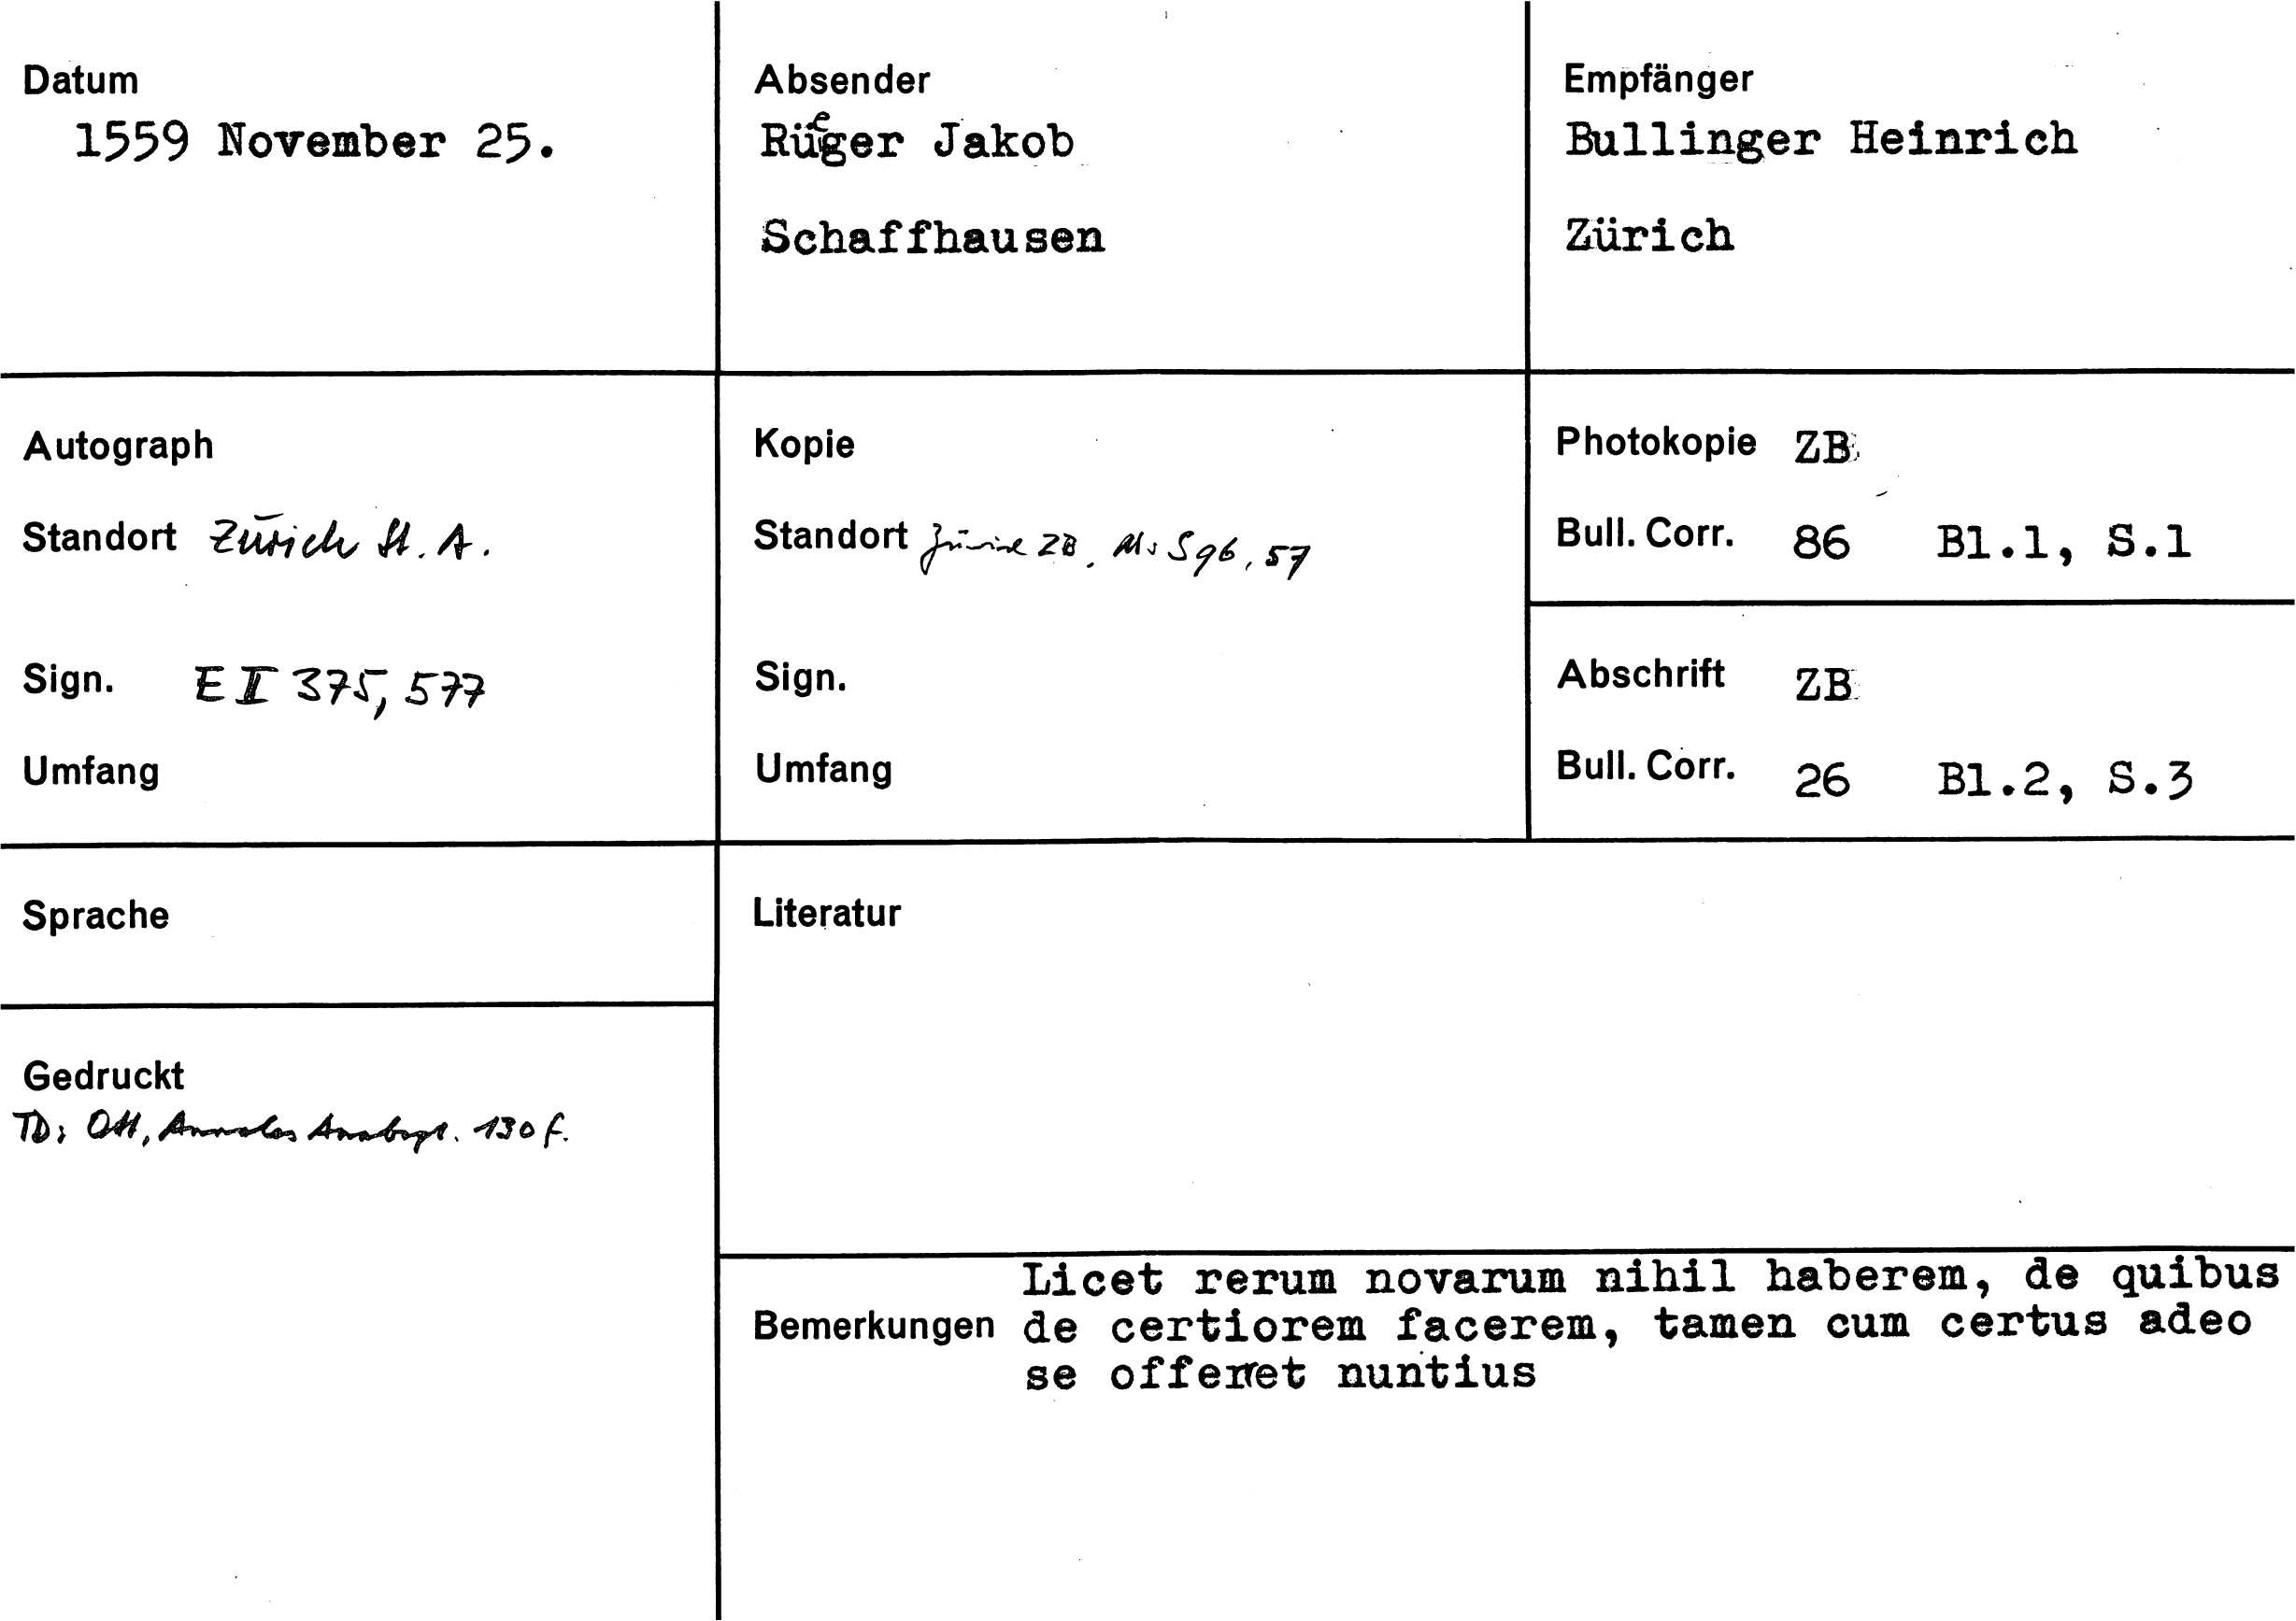 Datum
1559 November 25.
Absender
Rüeger Jakob
Schaffhausen
Empfänger
Bullinger Heinrich
Zürich
Autograph
Standort Zürich St. A.
Sign. E II 375, 577
Umfang
Kopie
Standort Zürich ZB, Ms S 96, 57
Sign.
Umfang
Photokopie ZB
Bull. Corr. 86 Bl.1, S.1
Abschrift ZB
Bull. Corr. 26 Bl.2, S.3
Sprache
Gedruckt
TD: Ott, Annales Anabapt. 130 f.
Literatur
Bemerkungen
Licet rerum novarum nihil haberem, de quibus
de certiorem facerem, tamen cum certus adeo
se offerret nuntius